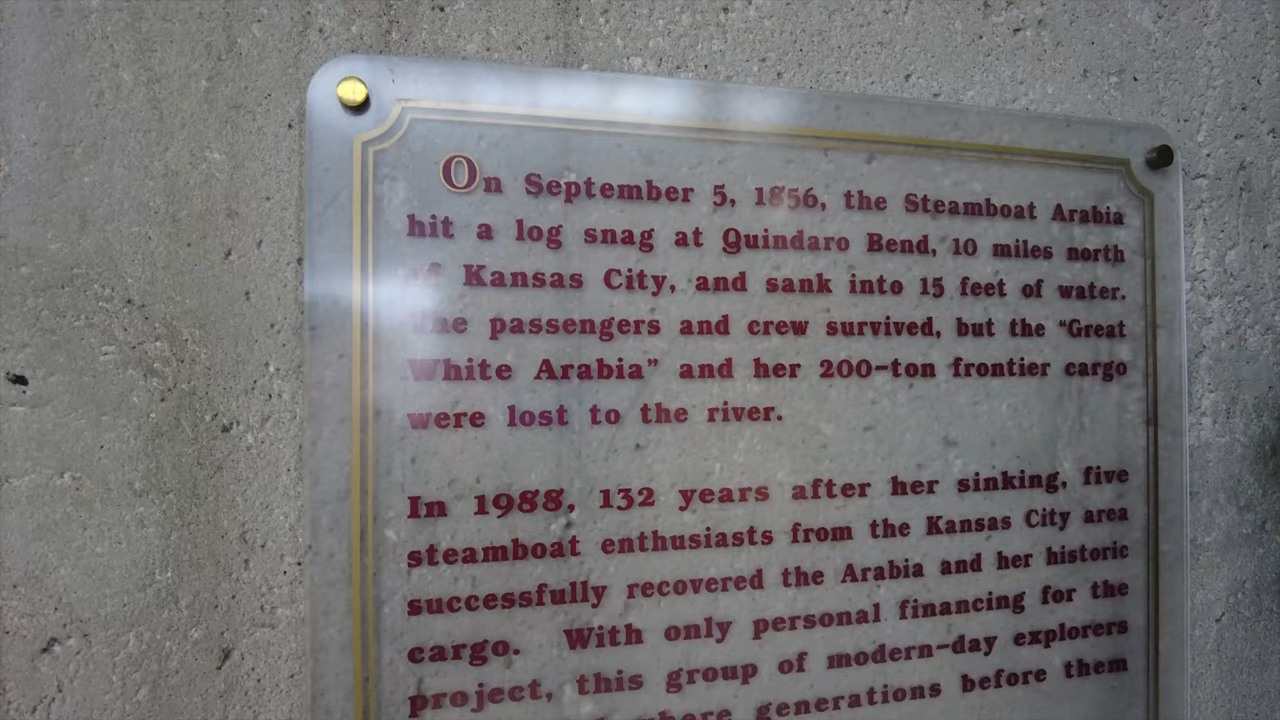 On September 5, 1856, the Steamboat Arabia
hit a log snag at Quindaro Bend, 10 miles north
of Kansas City, and sank into 15 feet of water.
The passengers and crew survived, but the “Great
White Arabia” and her 200-ton frontier cargo
were lost to the river.
In 1988, 132 years after her sinking, five
steamboat enthusiasts from the Kansas City area
successfully recovered the Arabia and her historic
cargo. With only personal financing for the
project, this group of modern-day explorers
where generations before them